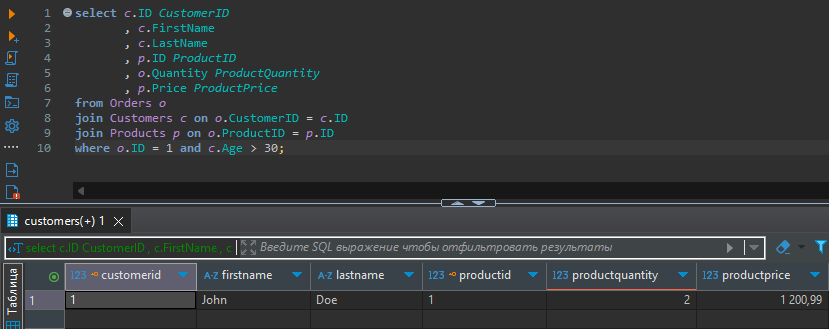 1 select c.ID CustomerID
2 , c.FirstName
3 , c.LastName
4 , p.ID ProductID
5 , o.Quantity ProductQuantity
6 , p.Price ProductPrice
7 from Orders o
8 join Customers c on o.CustomerID = c.ID
9 join Products p on o.ProductID = p.ID
10 where o.ID = 1 and c.Age > 30;
customers(+) 1
select c.ID CustomerID , c.FirstName , c
Введите SQL выражение чтобы отфильтровать результаты
Таблица
123 customerid A-Z firstname A-Z lastname 123 productid 123 productquantity 123 productprice
1 1 John Doe 1 2 1 200,99